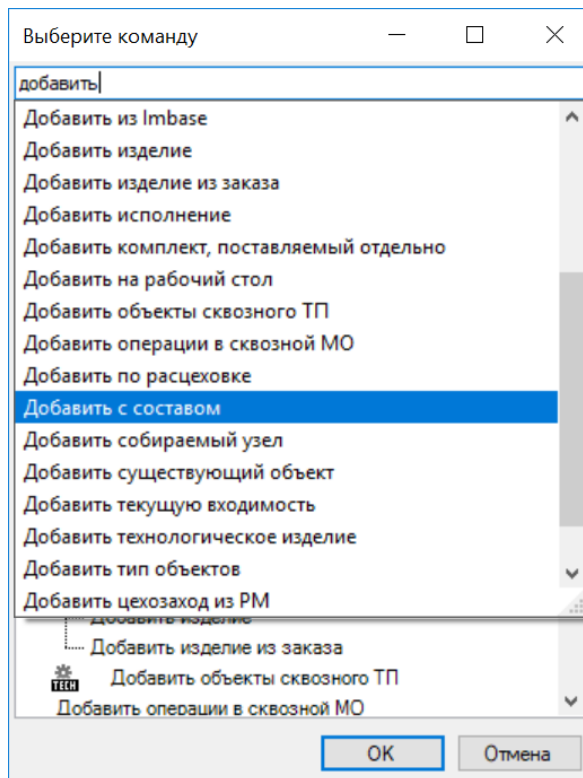 Выберите команду
добавить
Добавить из Imbase
Добавить изделие
Добавить изделие из заказа
Добавить исполнение
Добавить комплект, поставляемый отдельно
Добавить на рабочий стол
Добавить объекты сквозного ТП
Добавить операции в сквозной МО
Добавить по расцеховке
Добавить с составом
Добавить собираемый узел
Добавить существующий объект
Добавить текущую входимость
Добавить технологическое изделие
Добавить тип объектов
Добавить цехозаход из РМ
Добавить изделие
Добавить изделие из заказа
TECH Добавить объекты сквозного ТП
Добавить операции в сквозной МО
OK Отмена